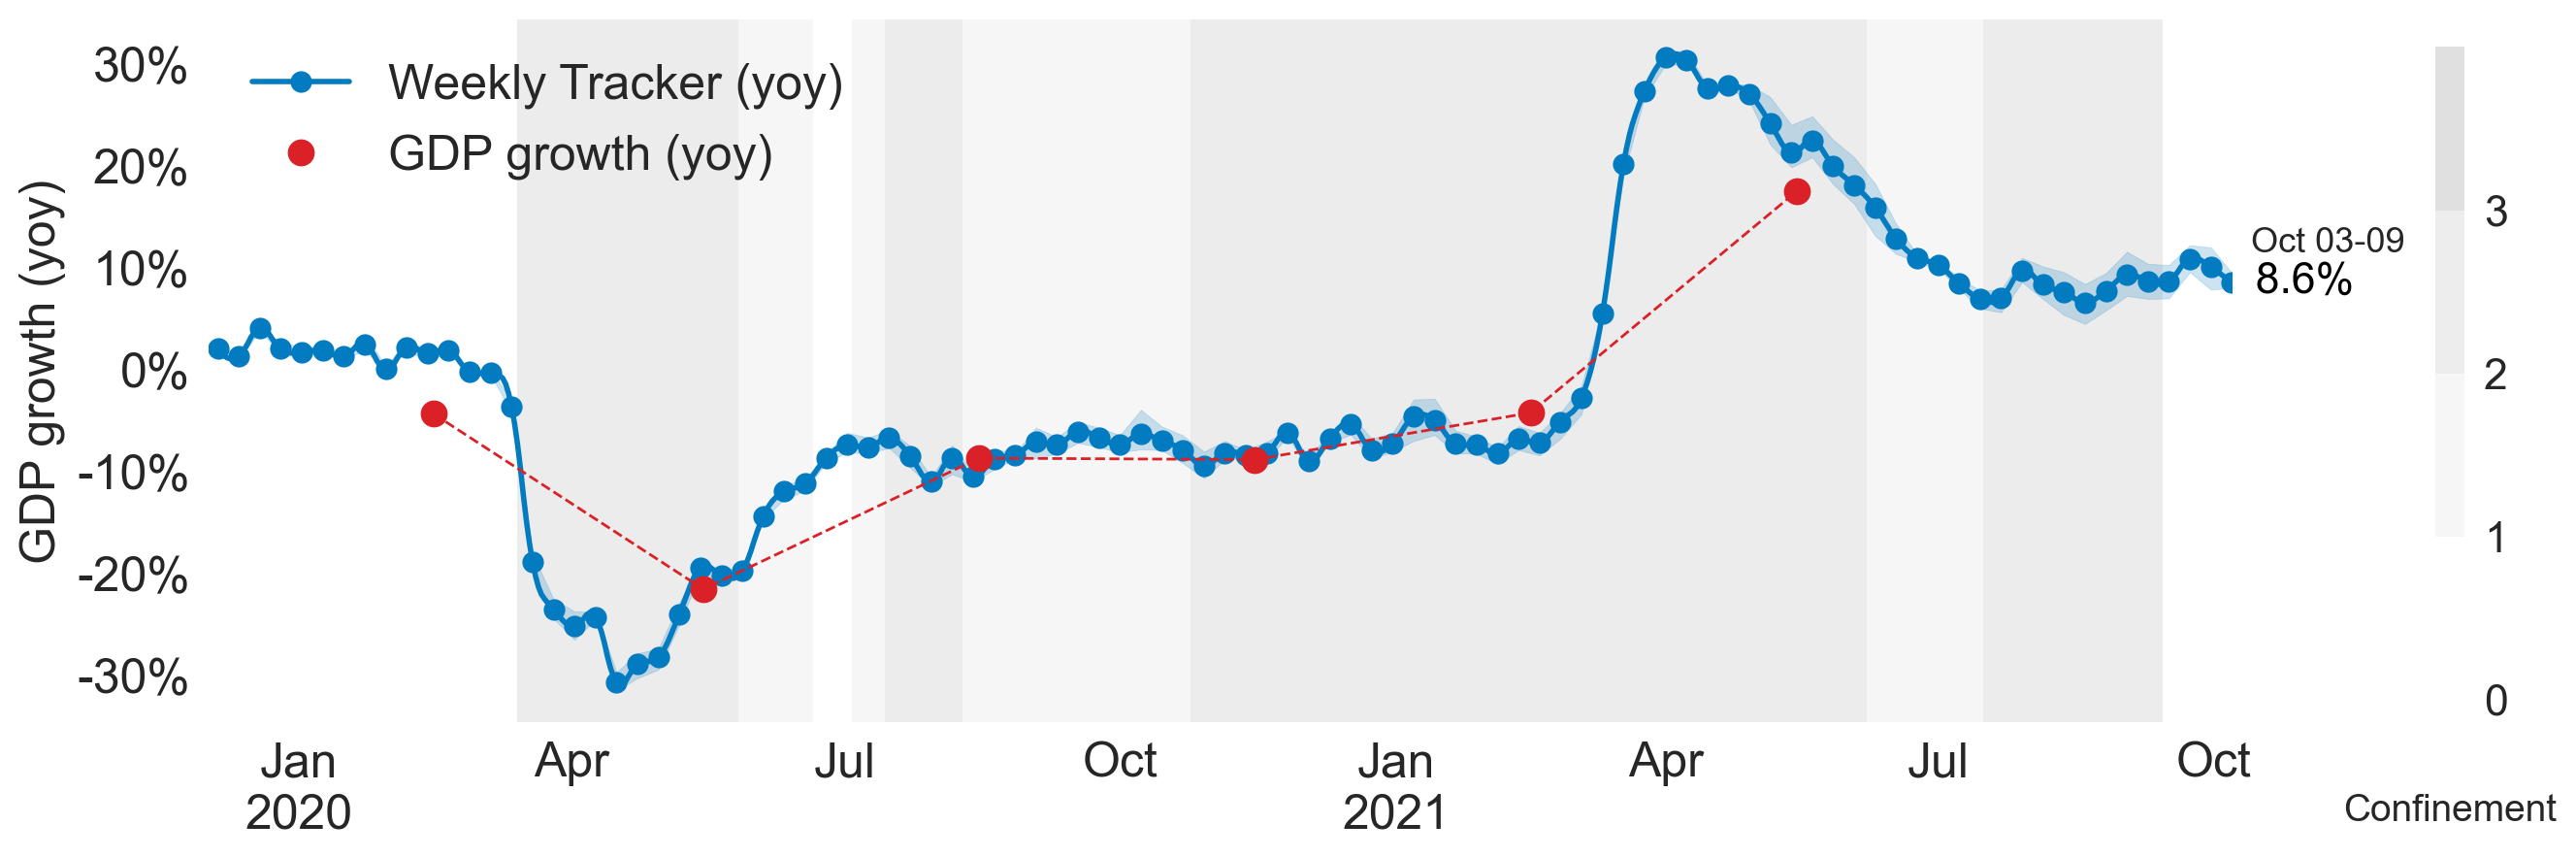 Weekly Tracker (yoy)
GDP growth (yoy)
GDP growth (yoy)
30%
20%
10%
0%
-10%
-20%
-30%
Jan
2020
Apr
Jul
Oct
Jan
2021
Apr
Jul
Oct
Oct 03-09
8.6%
3
2
1
0
Confinement